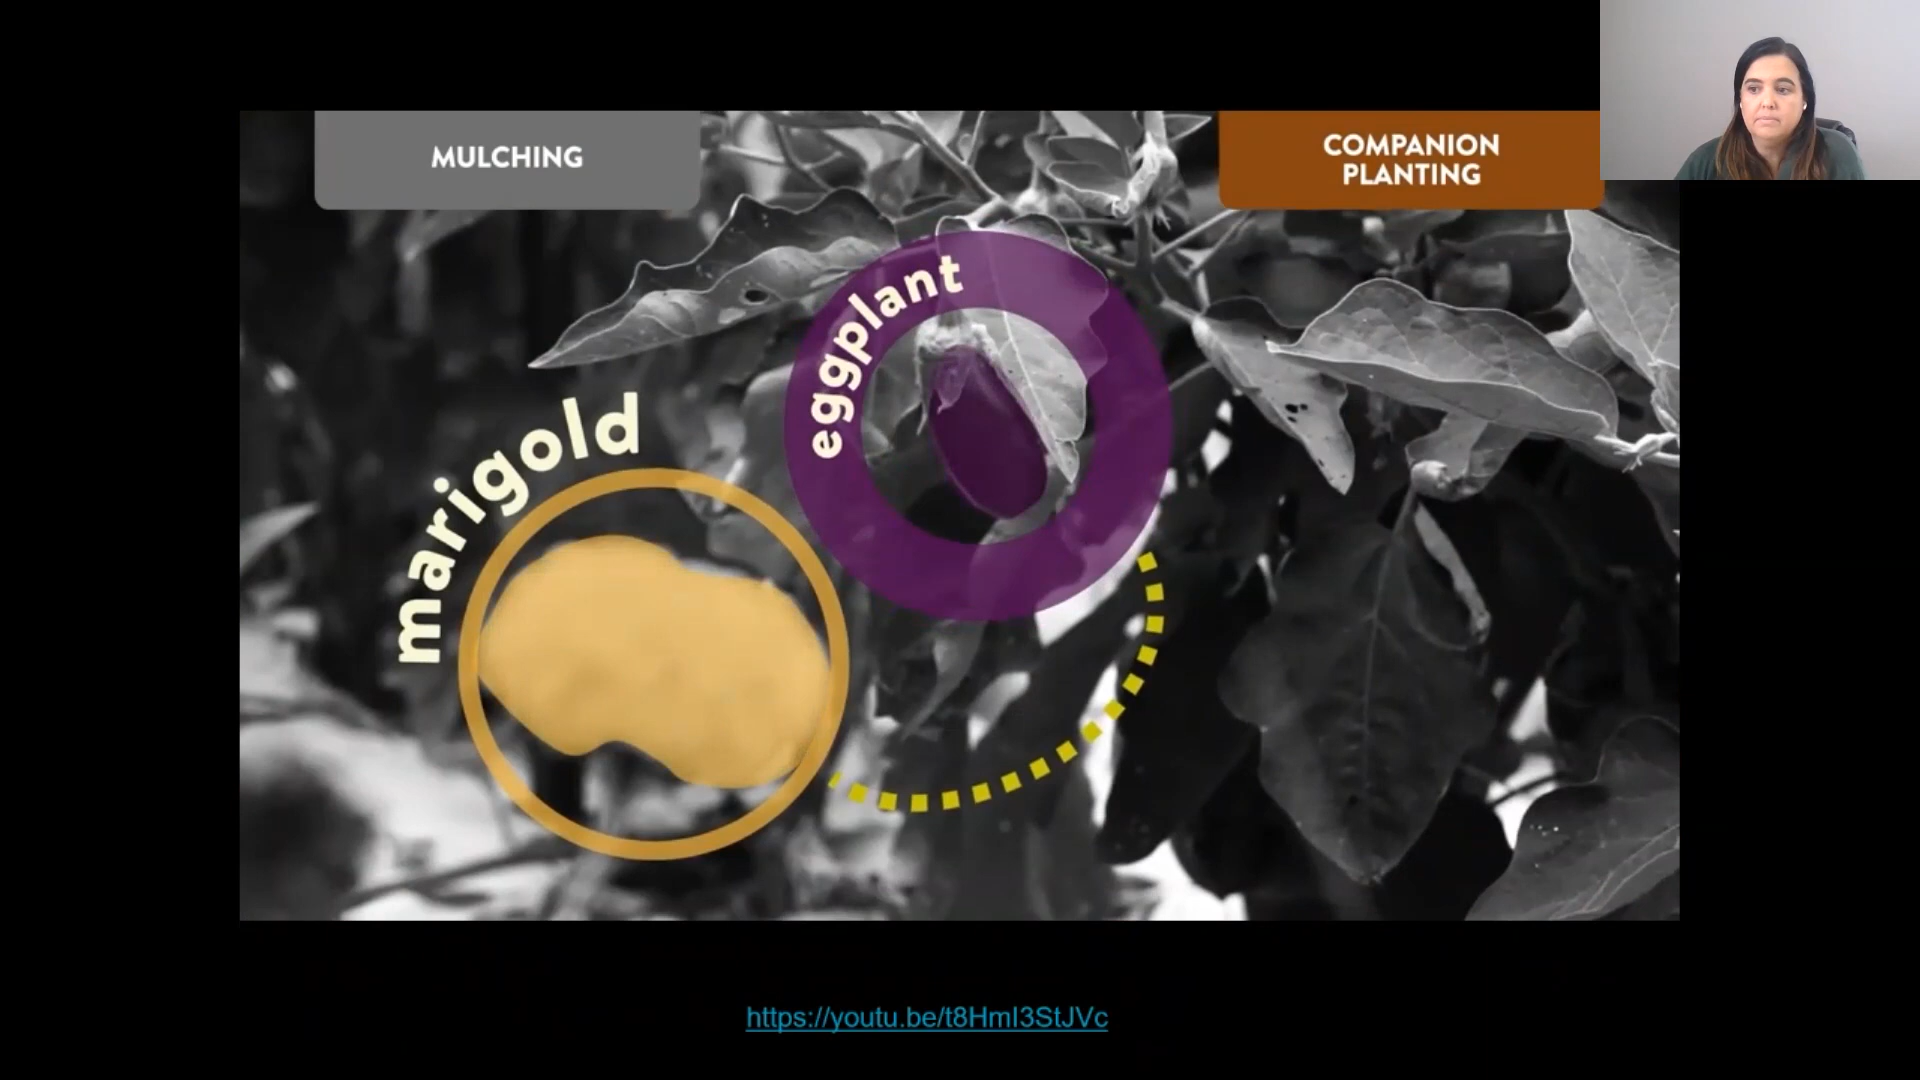 MULCHING
COMPANION
PLANTING
eggplant
marigold
https://youtu.be/t8HmI3StJVc